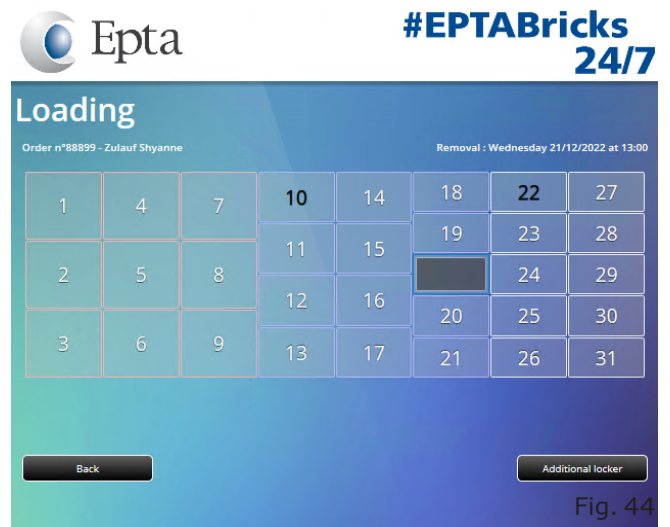 Epta
#EPTABricks
24/7
Loading
Order n°88899 - Zulauf Shyanne
Removal : Wednesday 21/12/2022 at 13:00
1 4 7 10 14 18 22 27
11 15 19 23 28
2 5 8 24 29
12 16 20 25 30
3 6 9 13 17 21 26 31
Back
Additional locker
Fig. 44